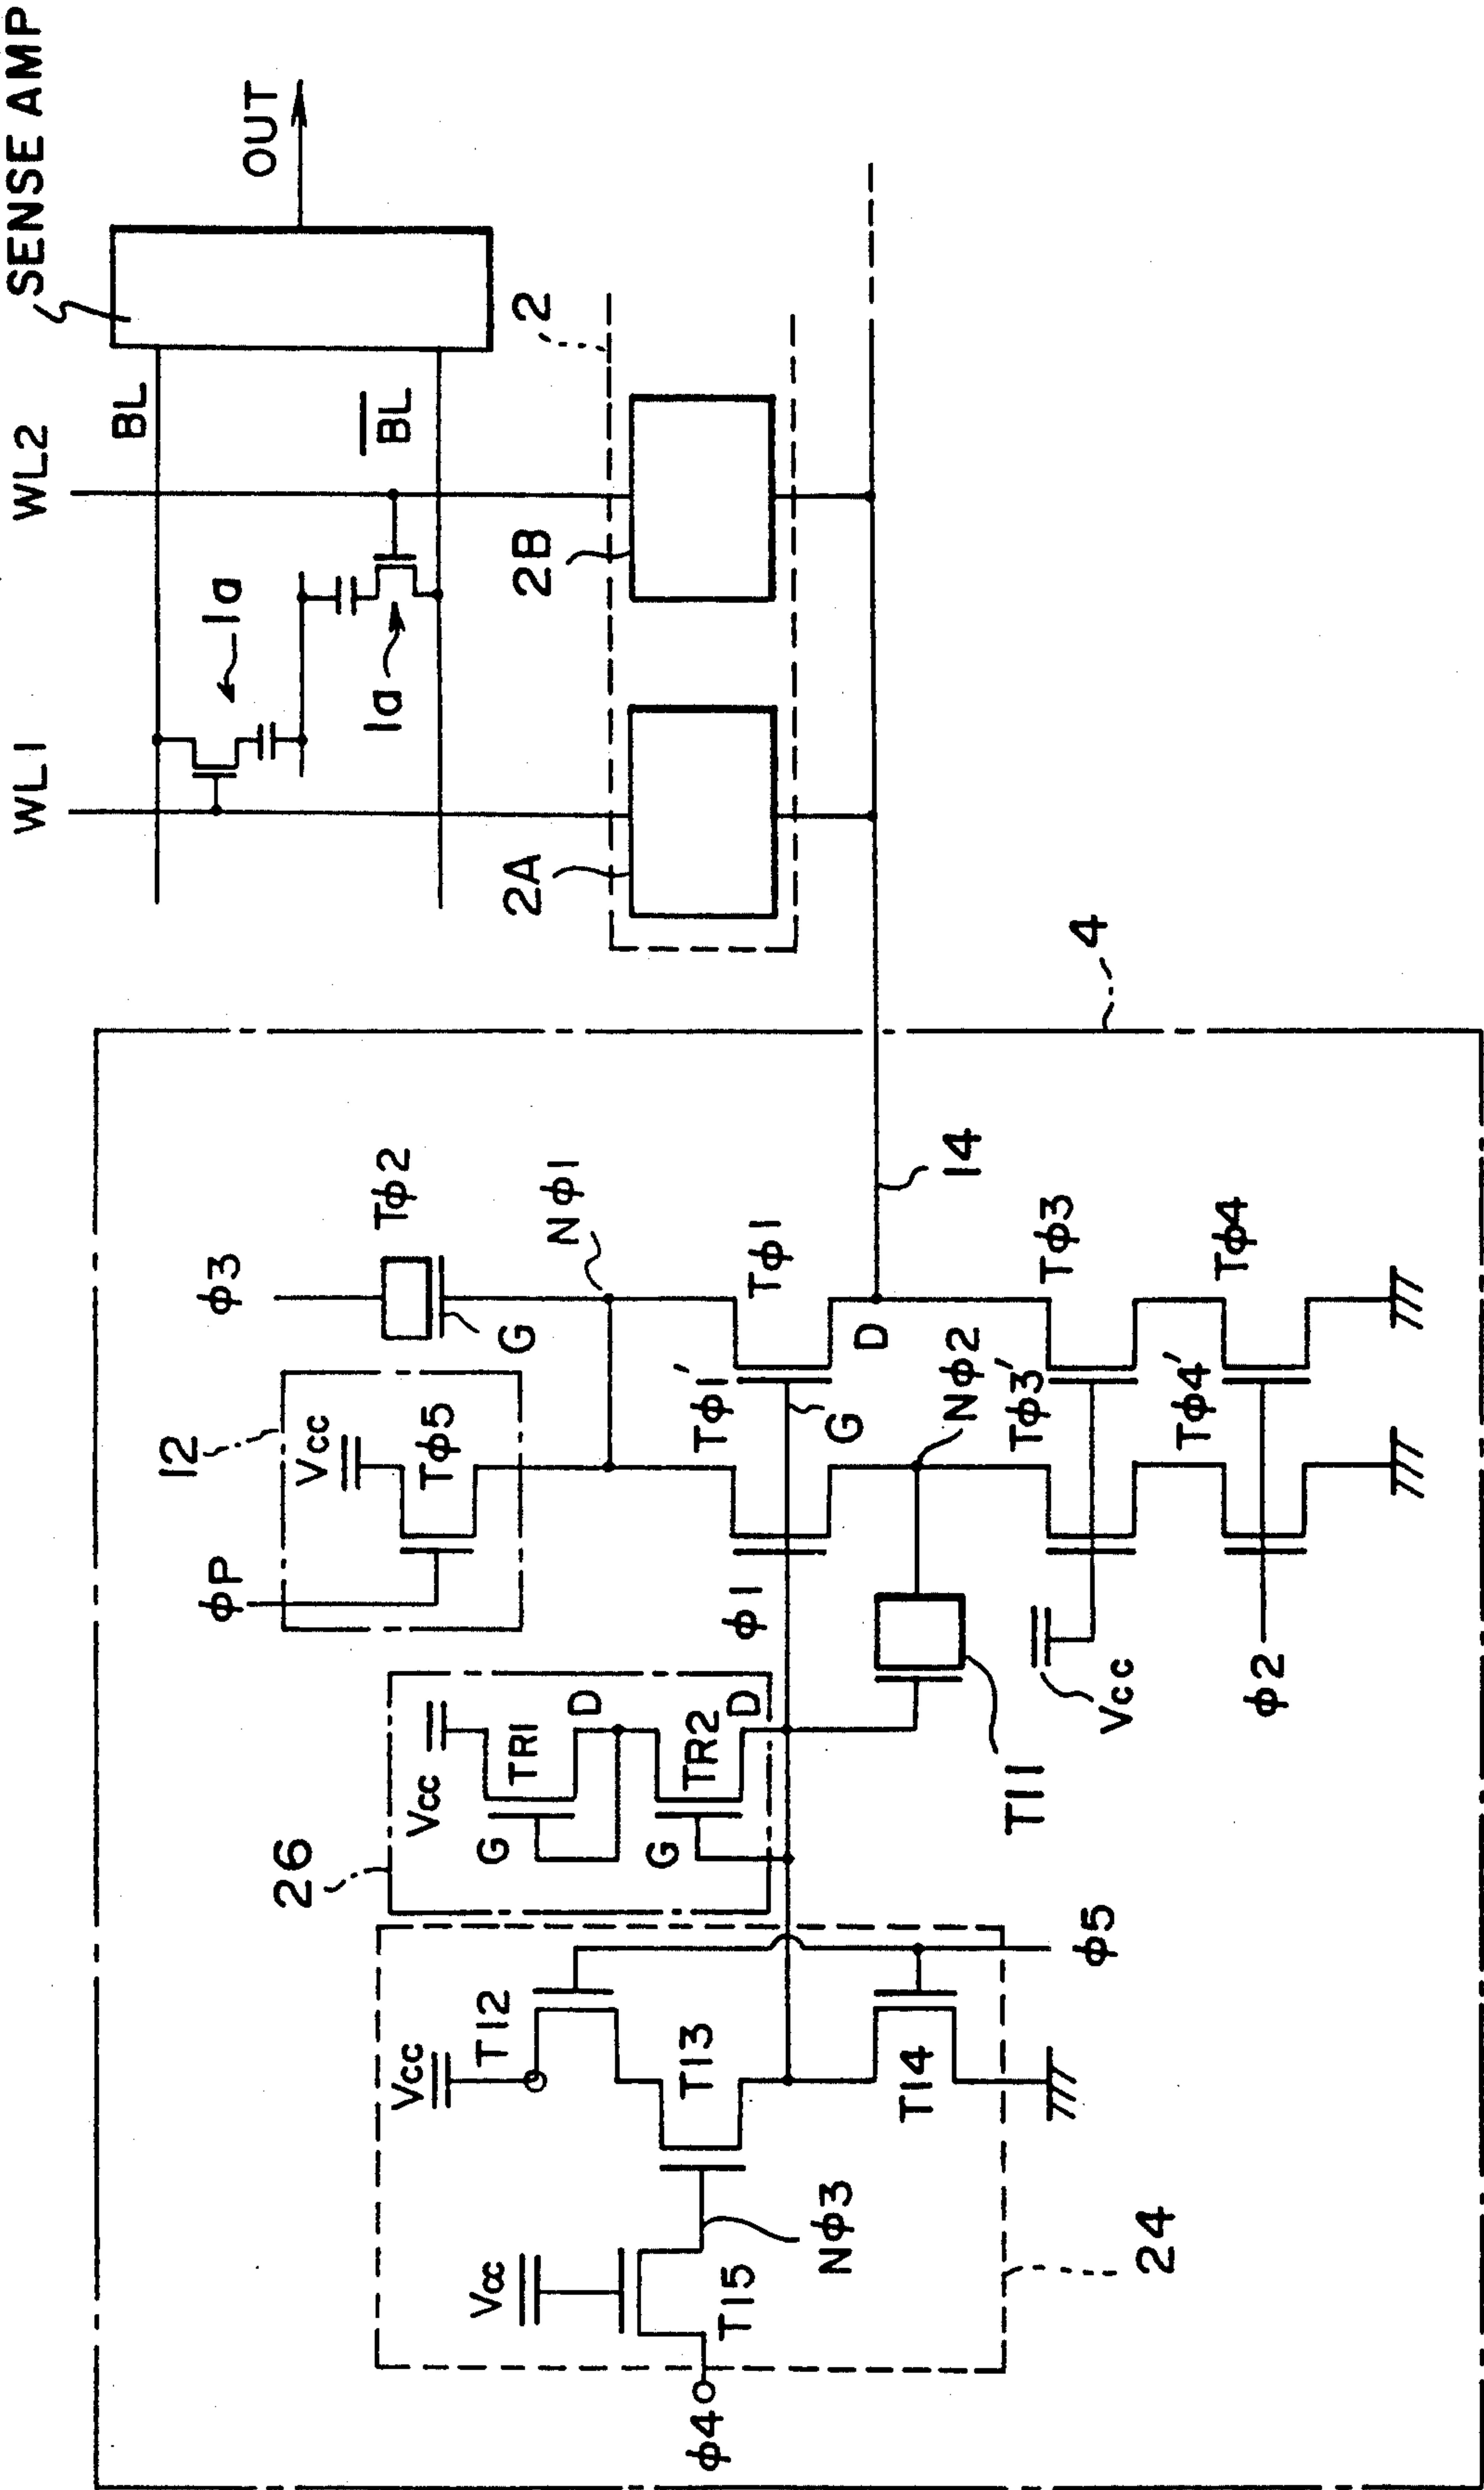 SENSE AMP
OUT
WL1
WL2
BL
BL
1a
1a
2
2A
2B
4
14
12
Vcc
Tφ5
φP
φ3
Tφ2
G
Nφ1
Tφ1
Tφ1'
G
D
φ1
Nφ2
Tφ3
Tφ3'
Tφ4
Tφ4'
Vcc
φ2
T11
26
Vcc
TR1
D
G
TR2
D
G
24
Vcc
T12
T13
T14
φ5
Vcc
T15
Nφ3
φ4